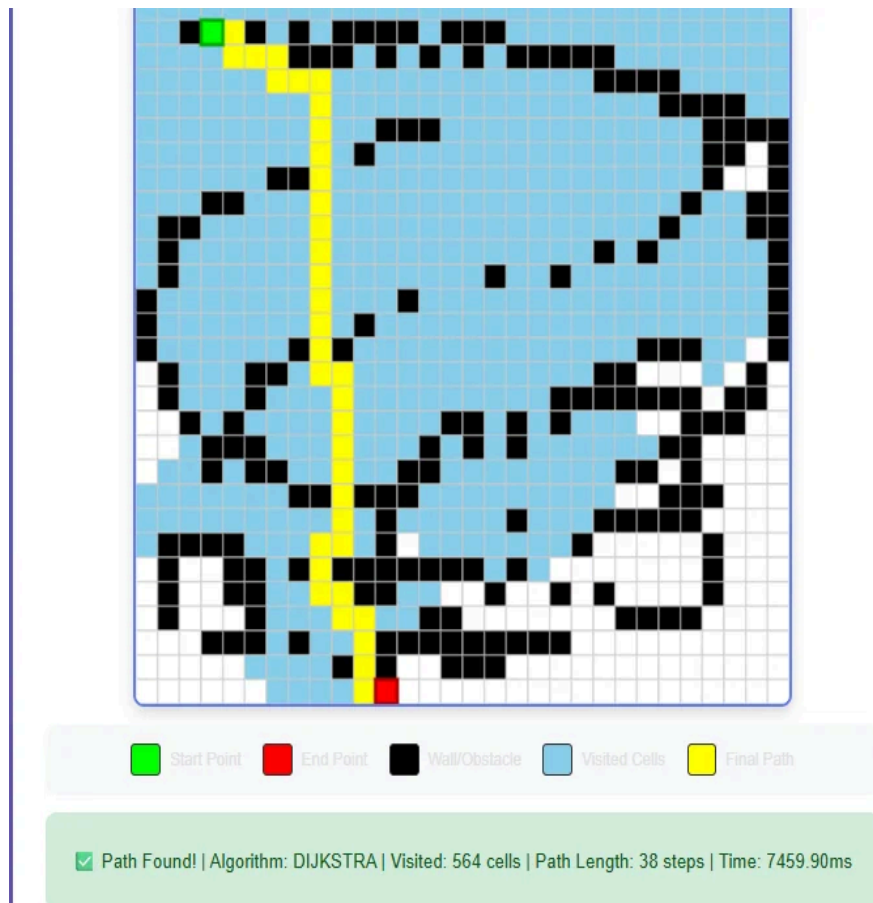 Start Point End Point Wall/Obstacle Visited Cells Final Path
✅ Path Found! | Algorithm: DIJKSTRA | Visited: 564 cells | Path Length: 38 steps | Time: 7459.90ms